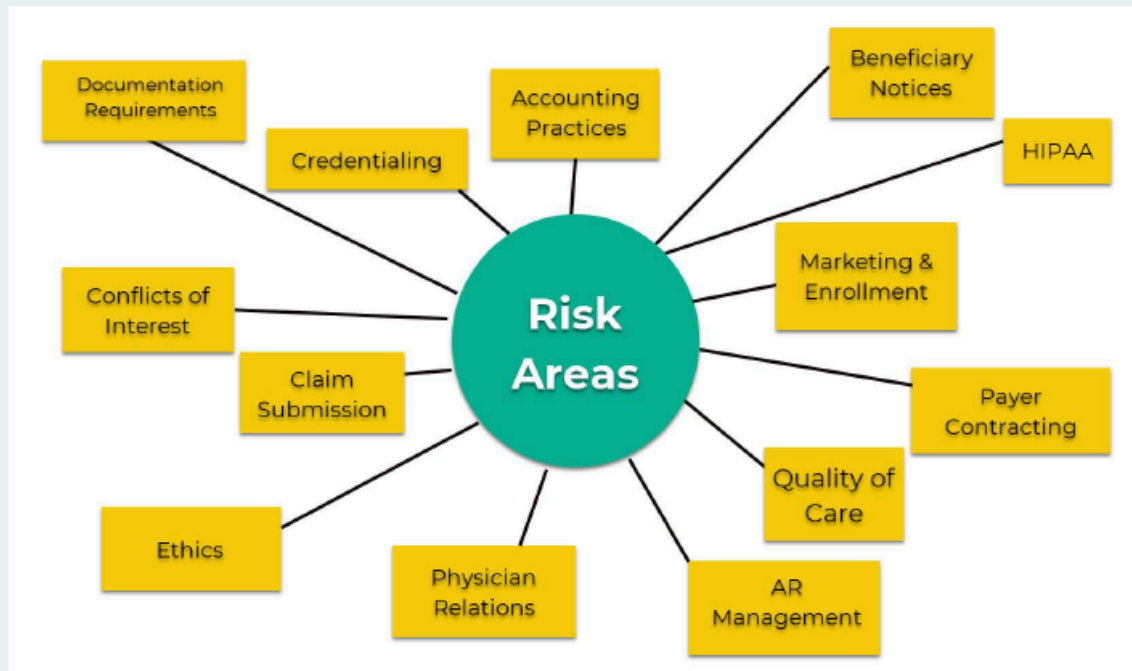 Documentation
Requirements
Credentialing
Accounting
Practices
Beneficiary
Notices
HIPAA
Conflicts of
Interest
Claim
Submission
Risk
Areas
Marketing &
Enrollment
Payer
Contracting
Quality of
Care
Ethics
Physician
Relations
AR
Management